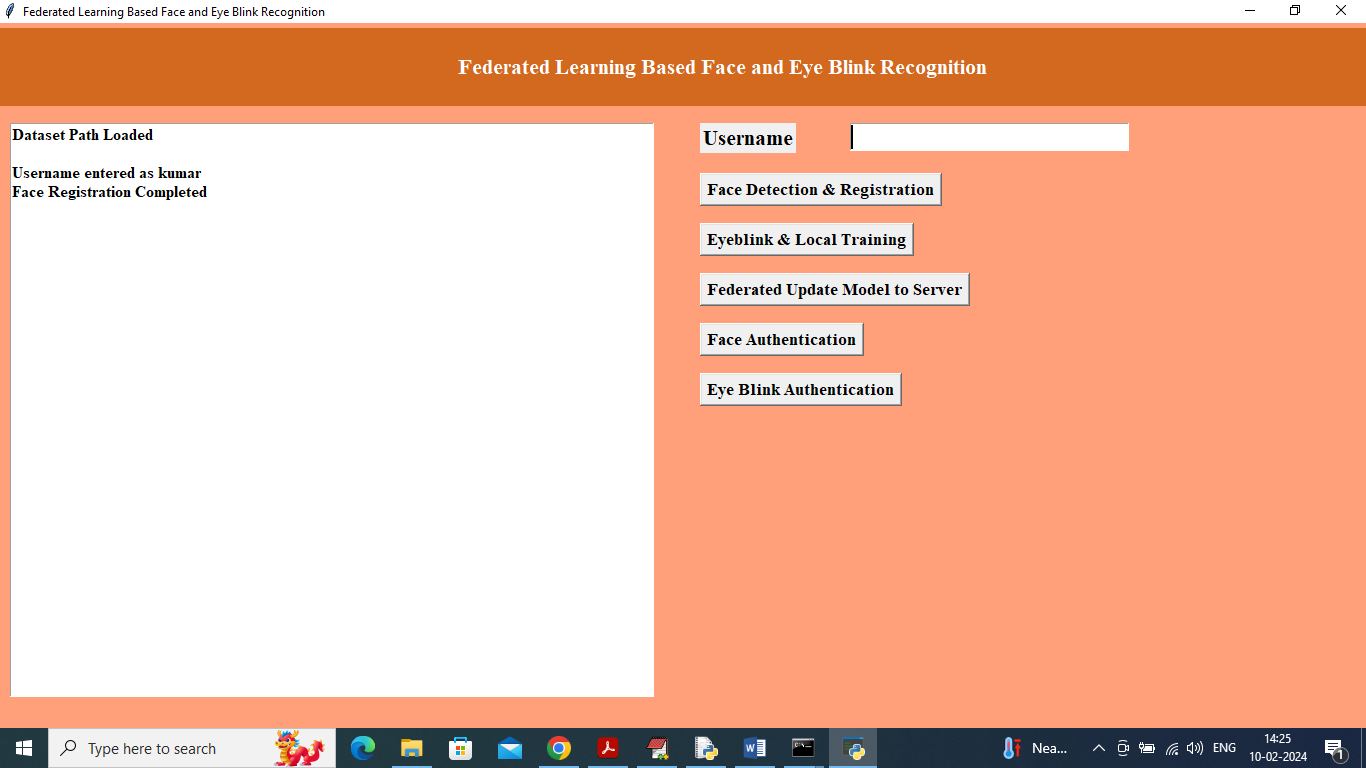 Federated Learning Based Face and Eye Blink Recognition
Federated Learning Based Face and Eye Blink Recognition
Dataset Path Loaded
Username entered as kumar
Face Registration Completed
Username
Face Detection & Registration
Eyeblink & Local Training
Federated Update Model to Server
Face Authentication
Eye Blink Authentication
Type here to search
Nea...
ENG
14:25
10-02-2024
1